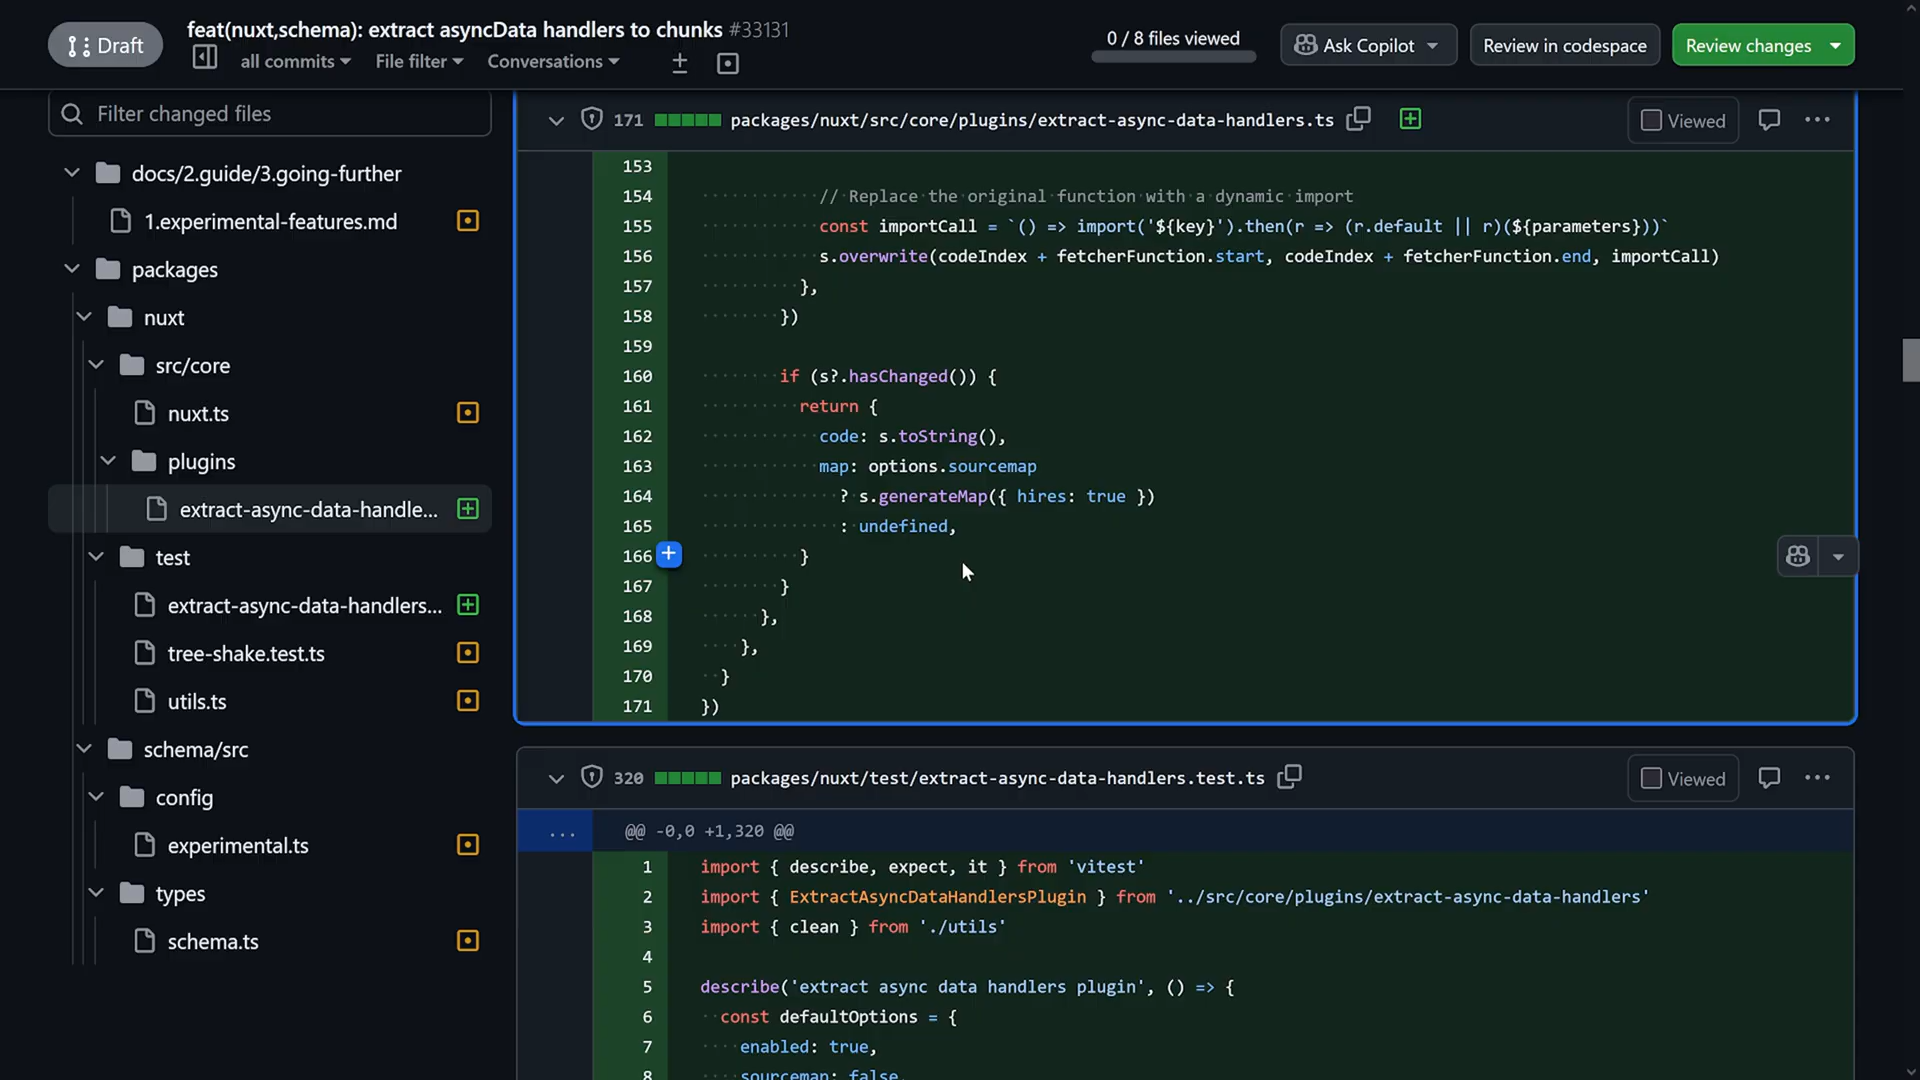 Draft
feat(nuxt,schema): extract asyncData handlers to chunks #33131
all commits
File filter
Conversations
0 / 8 files viewed
Ask Copilot
Review in codespace
Review changes
Filter changed files
docs/2.guide/3.going-further
1.experimental-features.md
packages
nuxt
src/core
nuxt.ts
plugins
extract-async-data-handle...
test
extract-async-data-handlers...
tree-shake.test.ts
utils.ts
schema/src
config
experimental.ts
types
schema.ts
171 packages/nuxt/src/core/plugins/extract-async-data-handlers.ts
Viewed
153
154 // Replace the original function with a dynamic import
155 const importCall = `() => import('${key}').then(r => (r.default || r)(${parameters}))`
156 s.overwrite(codeIndex + fetcherFunction.start, codeIndex + fetcherFunction.end, importCall)
157 },
158 })
159
160 if (s?.hasChanged()) {
161 return {
162 code: s.toString(),
163 map: options.sourcemap
164 ? s.generateMap({ hires: true })
165 : undefined,
166 }
167 }
168 },
169 },
170 }
171 })
320 packages/nuxt/test/extract-async-data-handlers.test.ts
Viewed
... @@ -0,0 +1,320 @@
1 import { describe, expect, it } from 'vitest'
2 import { ExtractAsyncDataHandlersPlugin } from '../src/core/plugins/extract-async-data-handlers'
3 import { clean } from './utils'
4
5 describe('extract async data handlers plugin', () => {
6 const defaultOptions = {
7 enabled: true,
8 sourcemap: false,